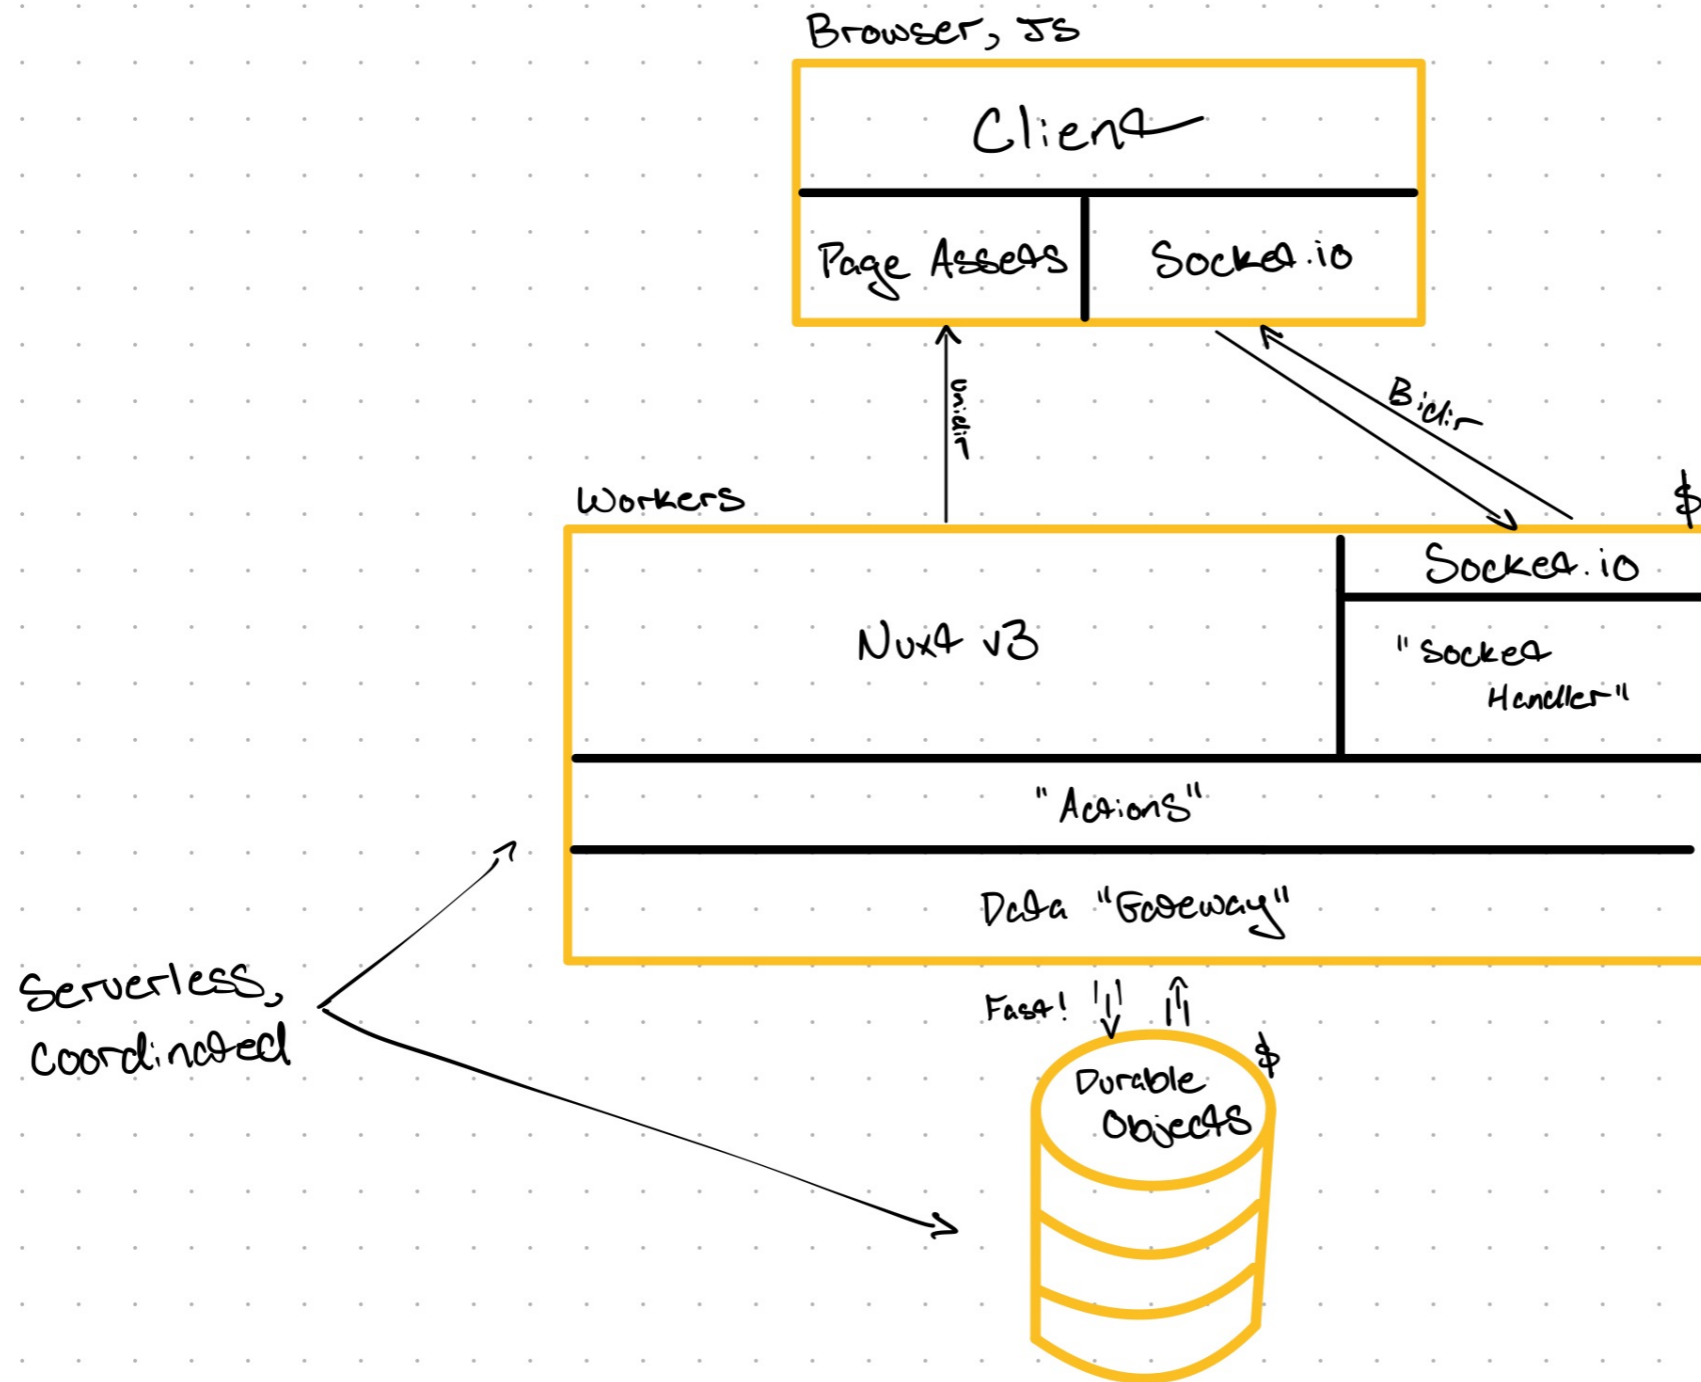 Browser, JS
Client
Page Assets
Socket.io
unidir
Bidir
Workers
$
Socket.io
Nuxt v3
"Socket
Handler"
"Actions"
Data "Gateway"
Serverless,
coordinated
Fast!
$
Durable
Objects